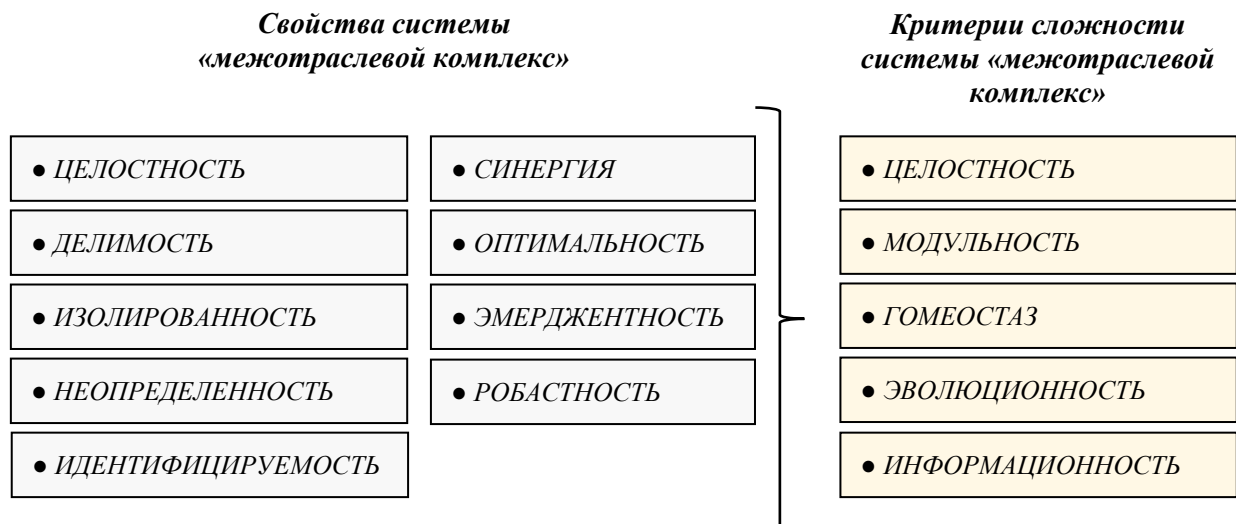 Свойства системы
«межотраслевой комплекс»
● ЦЕЛОСТНОСТЬ
● ДЕЛИМОСТЬ
● ИЗОЛИРОВАННОСТЬ
● НЕОПРЕДЕЛЕННОСТЬ
● ИДЕНТИФИЦИРУЕМОСТЬ
● СИНЕРГИЯ
● ОПТИМАЛЬНОСТЬ
● ЭМЕРДЖЕНТНОСТЬ
● РОБАСТНОСТЬ
Критерии сложности
системы «межотраслевой
комплекс»
● ЦЕЛОСТНОСТЬ
● МОДУЛЬНОСТЬ
● ГОМЕОСТАЗ
● ЭВОЛЮЦИОННОСТЬ
● ИНФОРМАЦИОННОСТЬ